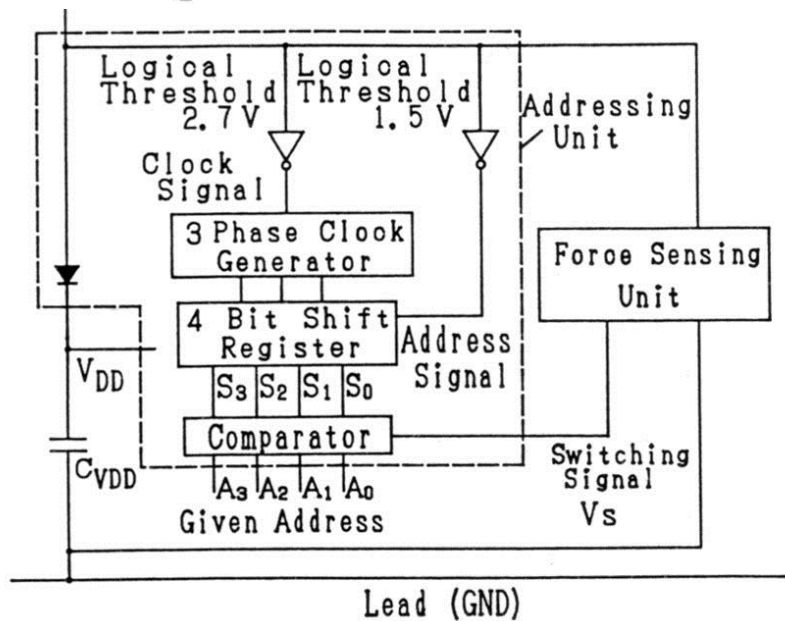 Logical
Threshold
2.7 V
Logical
Threshold
1.5 V
Addressing
Unit
Clock
Signal
3 Phase Clock
Generator
Force Sensing
Unit
4 Bit Shift
Register
Address
Signal
VDD
S3 S2 S1 S0
Comparator
CVDD
Switching
Signal
Vs
A3 A2 A1 A0
Given Address
Lead (GND)